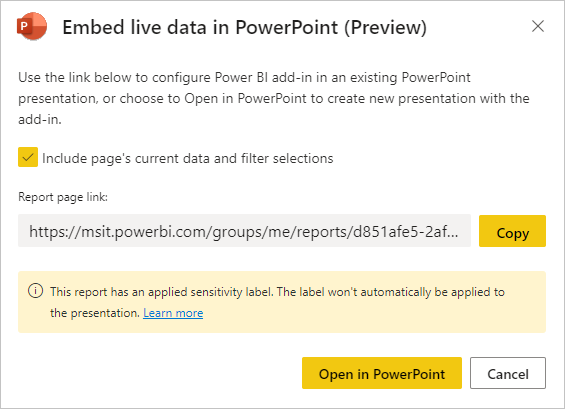 Embed live data in PowerPoint (Preview)
Use the link below to configure Power BI add-in in an existing PowerPoint
presentation, or choose to Open in PowerPoint to create new presentation with the
add-in.
Include page's current data and filter selections
Report page link:
https://msit.powerbi.com/groups/me/reports/d851afe5-2af...
Copy
This report has an applied sensitivity label. The label won't automatically be applied to
the presentation. Learn more
Open in PowerPoint
Cancel